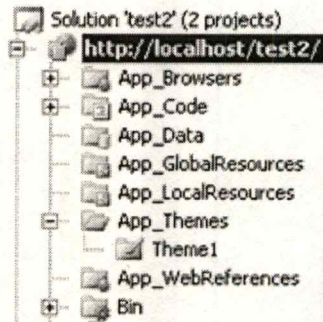 Solution 'test2' (2 projects)
http://localhost/test2/
App_Browsers
App_Code
App_Data
App_GlobalResources
App_LocalResources
App_Themes
Theme1
App_WebReferences
Bin